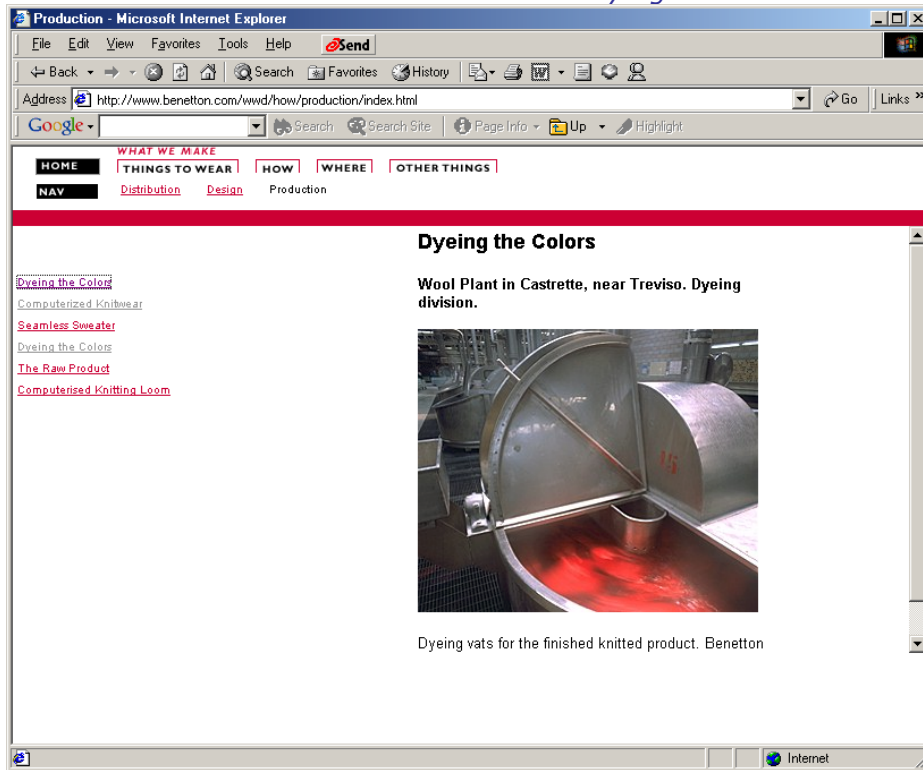 Production - Microsoft Internet Explorer
File Edit View Favorites Tools Help Send
Back Search Favorites History
Address http://www.benetton.com/wwd/how/production/index.html Go Links »
Google Search Search Site Page Info Up Highlight
WHAT WE MAKE
HOME THINGS TO WEAR HOW WHERE OTHER THINGS
NAV Distribution Design Production
Dyeing the Colors
Wool Plant in Castrette, near Treviso. Dyeing
division.
Dyeing the Colors
Computerized Knitwear
Seamless Sweater
Dyeing the Colors
The Raw Product
Computerised Knitting Loom
15
Dyeing vats for the finished knitted product. Benetton
Internet